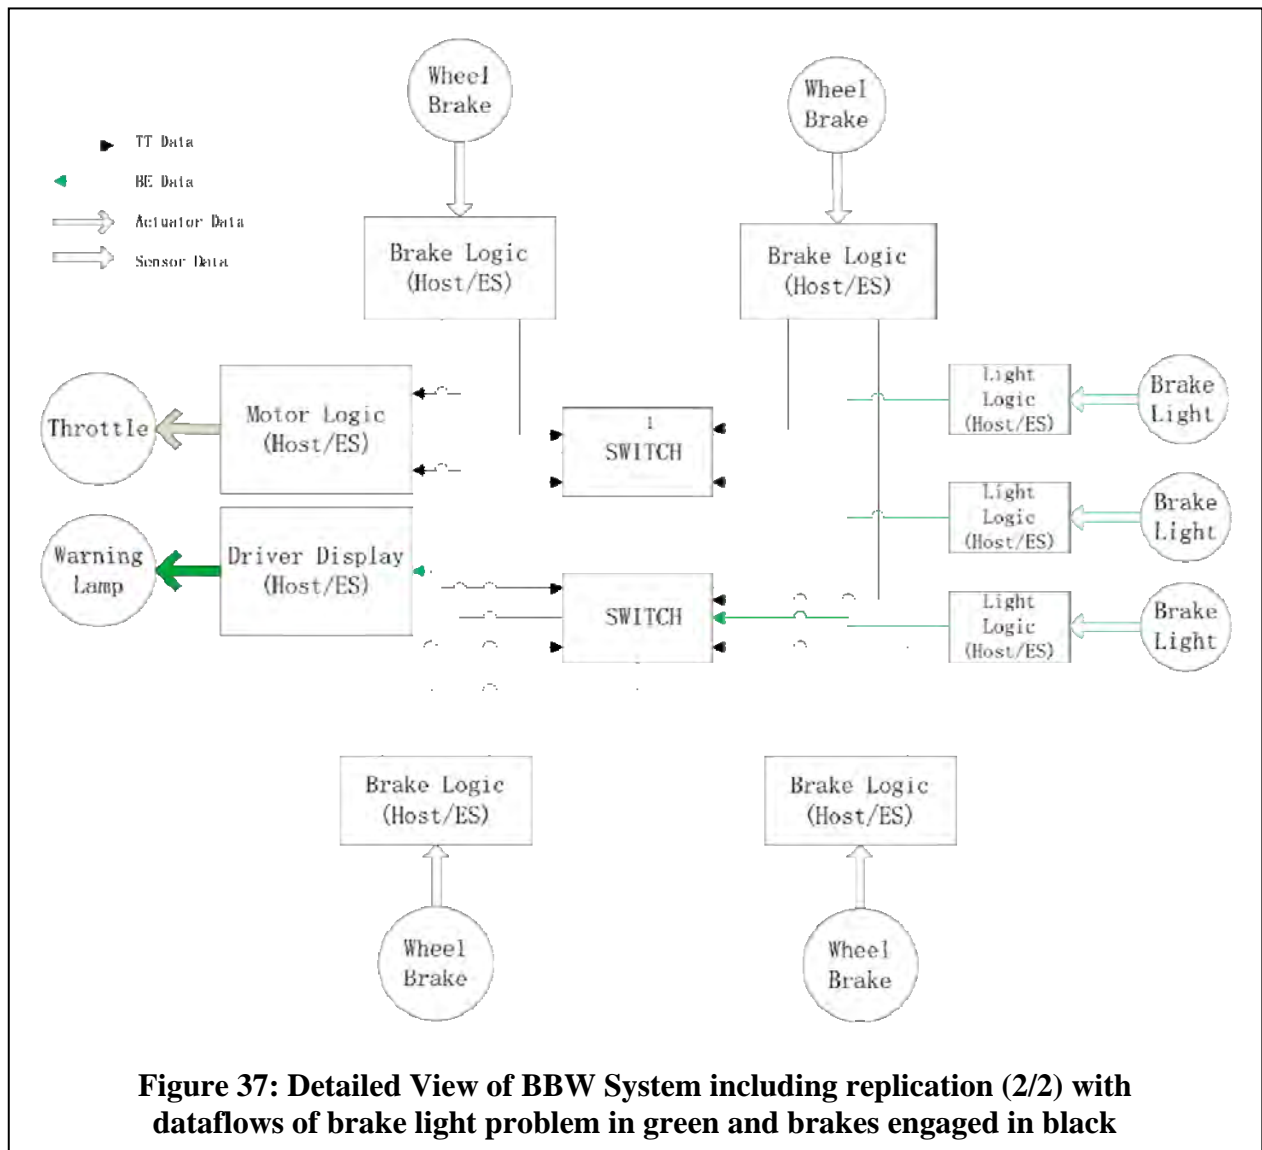 Wheel
Brake
Wheel
Brake
TT Data
BE Data
Actuator Data
Sensor Data
Brake Logic
(Host/ES)
Brake Logic
(Host/ES)
Throttle
Motor Logic
(Host/ES)
1
SWITCH
Light
Logic
(Host/ES)
Brake
Light
Light
Logic
(Host/ES)
Brake
Light
Warning
Lamp
Driver Display
(Host/ES)
SWITCH
Light
Logic
(Host/ES)
Brake
Light
Brake Logic
(Host/ES)
Brake Logic
(Host/ES)
Wheel
Brake
Wheel
Brake
Figure 37: Detailed View of BBW System including replication (2/2) with
dataflows of brake light problem in green and brakes engaged in black